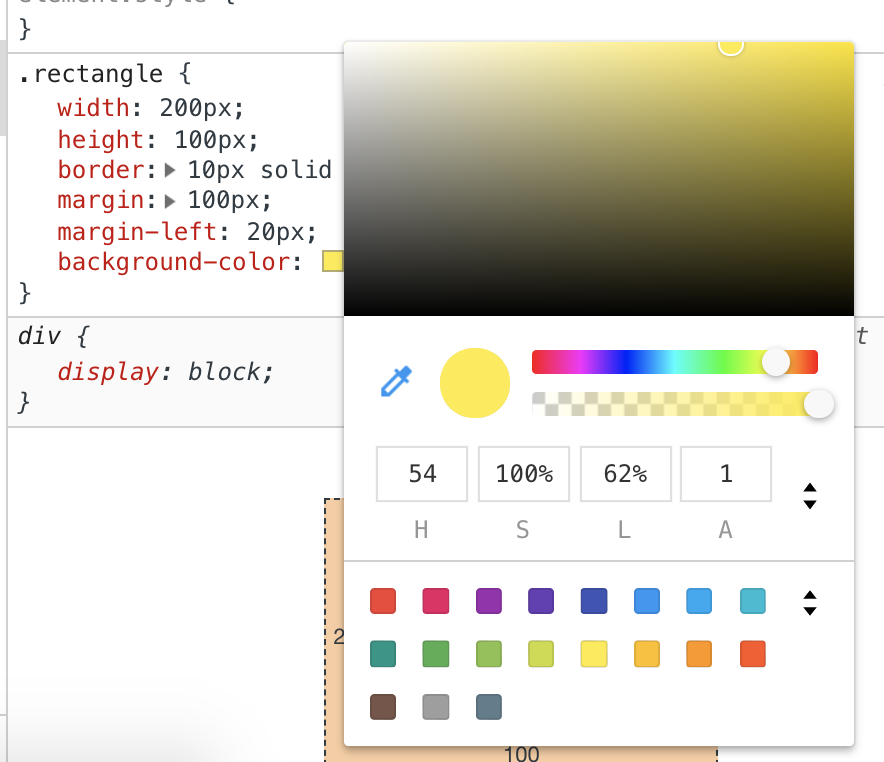 element.style {
}
.rectangle {
width: 200px;
height: 100px;
border: 10px solid
margin: 100px;
margin-left: 20px;
background-color:
}
div {
t
display: block;
}
54 100% 62% 1
H S L A
2
100